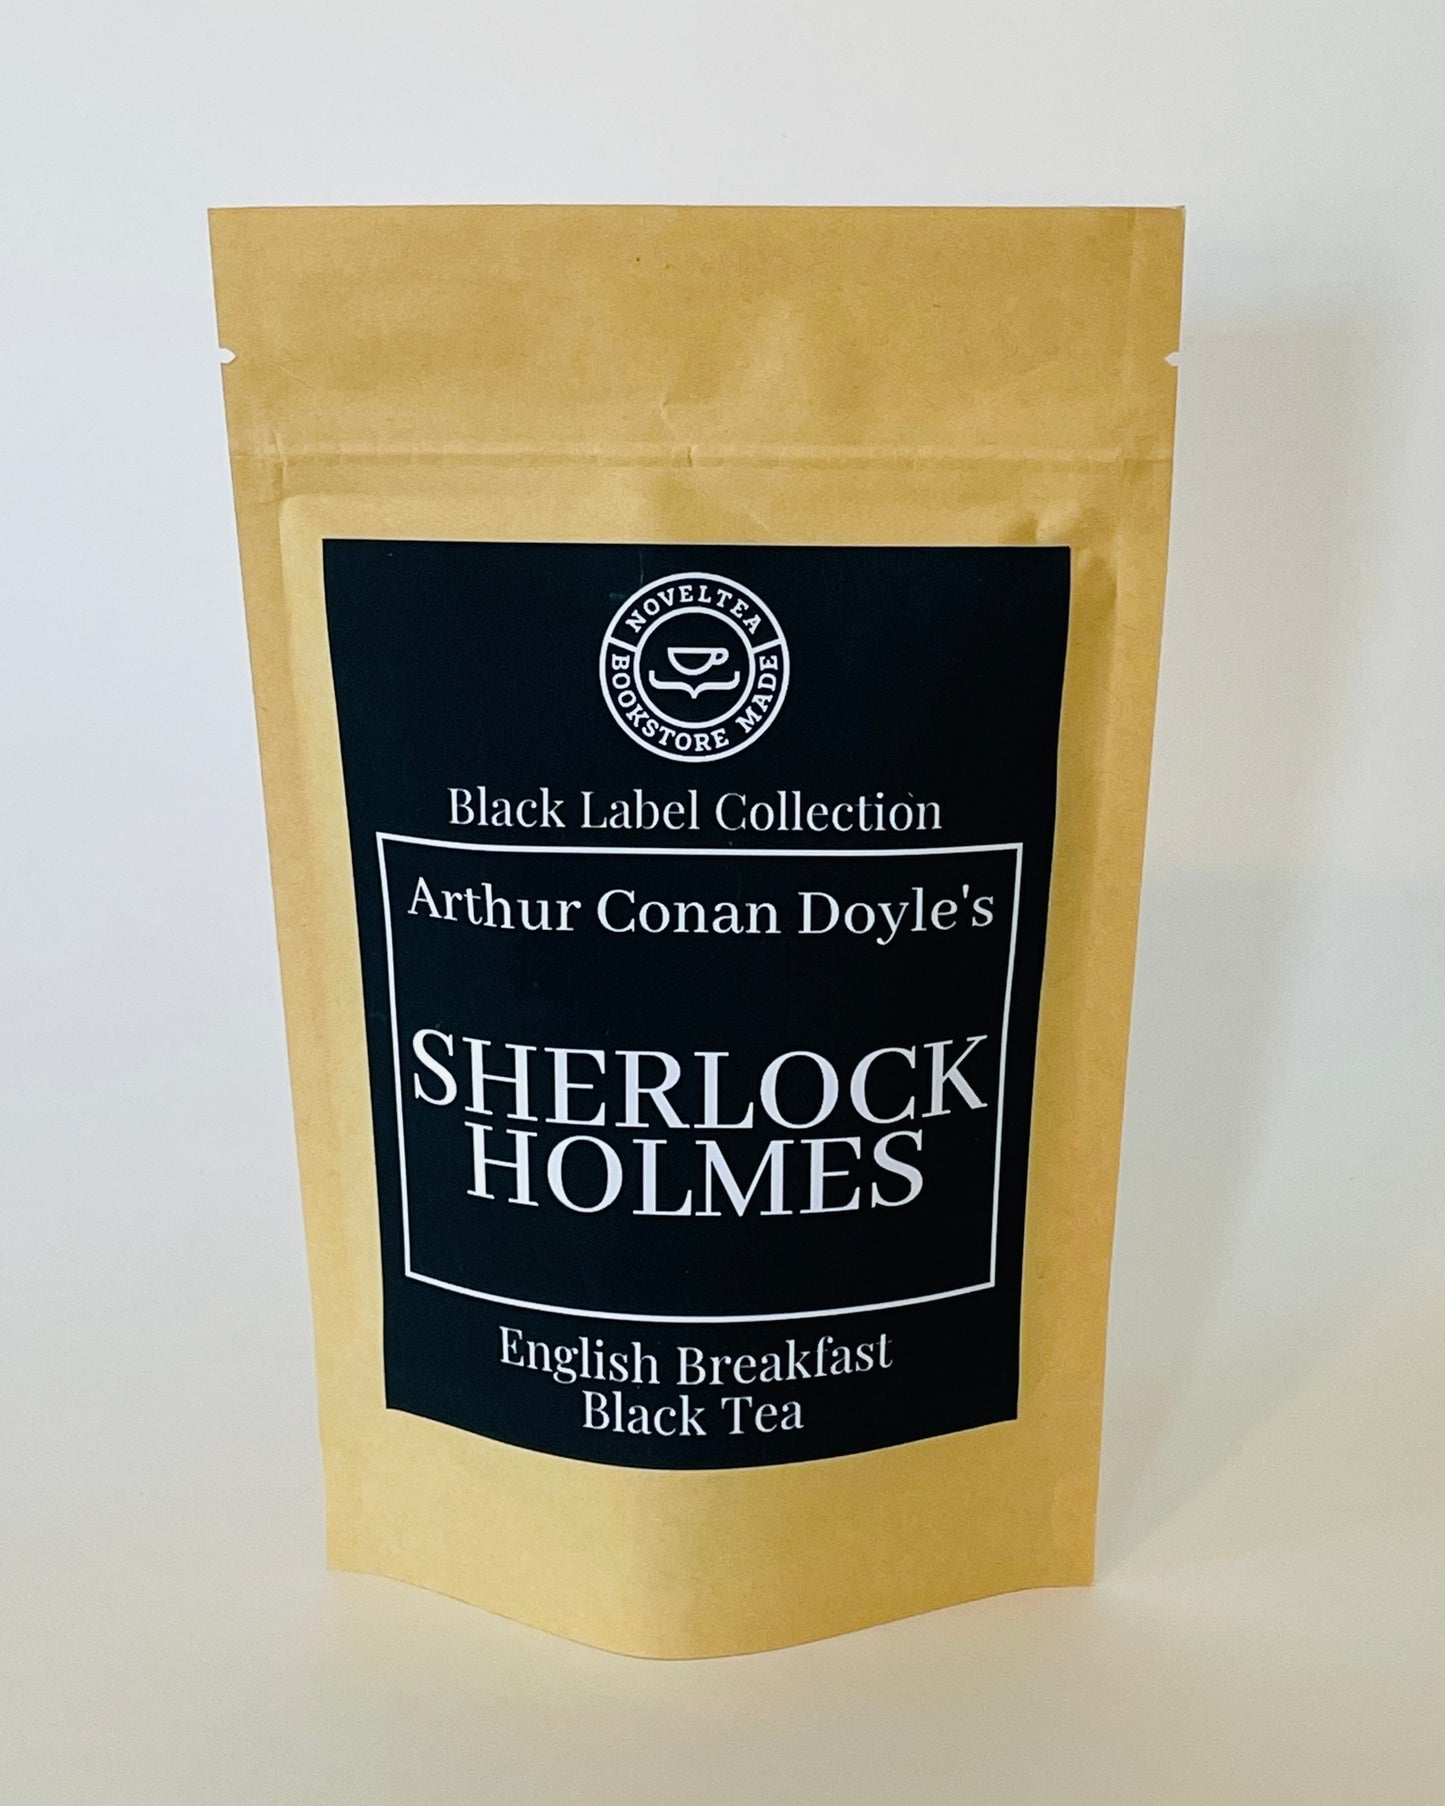 NOVELTEA
BOOKSTORE MADE
Black Label Collection
Arthur Conan Doyle's
SHERLOCK
HOLMES
English Breakfast
Black Tea